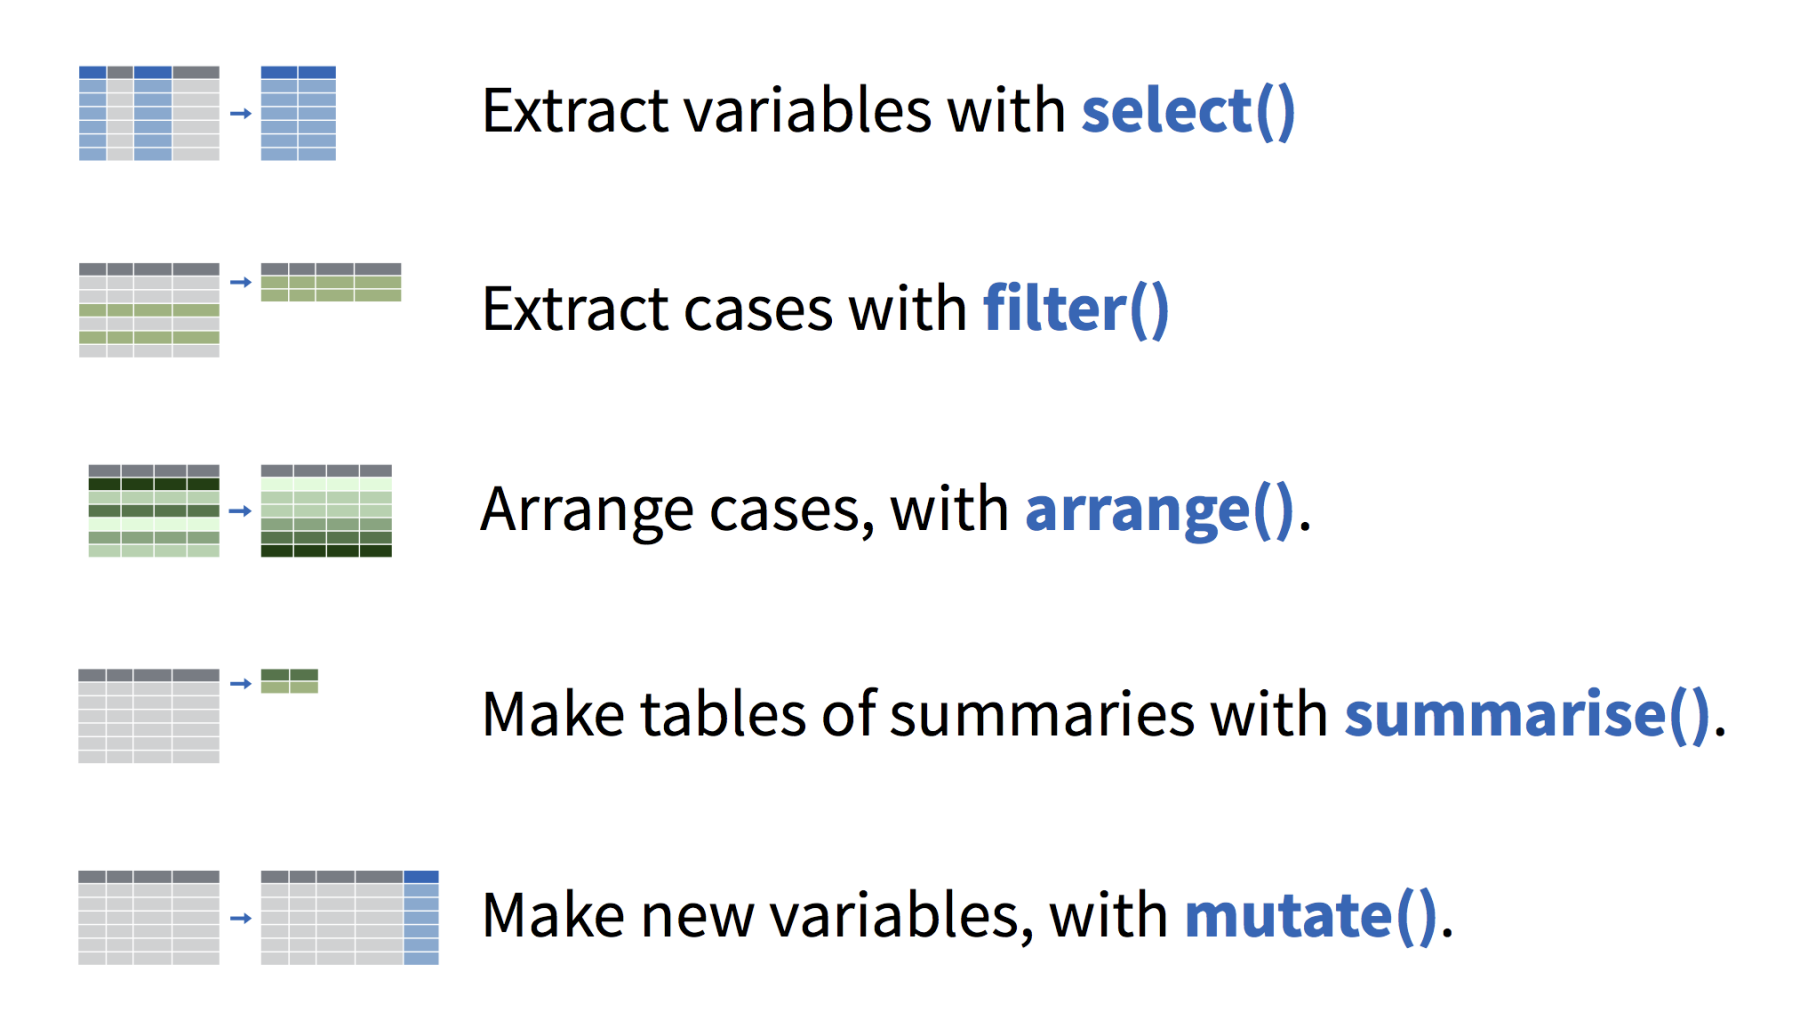 Extract variables with select()
Extract cases with filter()
Arrange cases, with arrange().
Make tables of summaries with summarise().
Make new variables, with mutate().